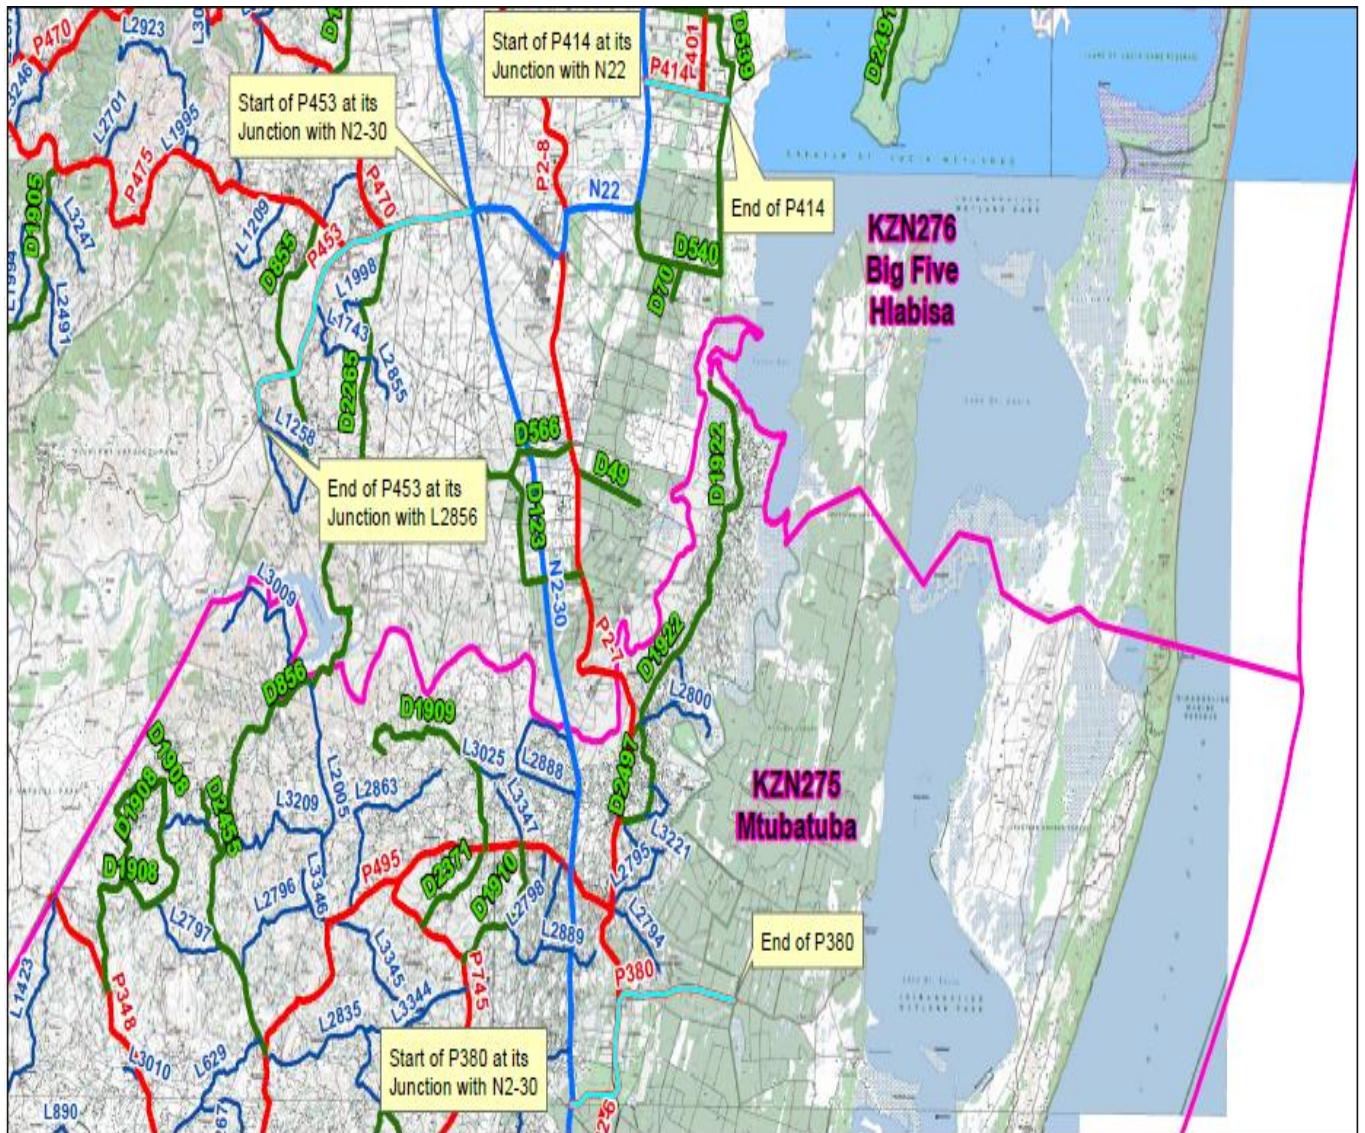 P470
L2923
Start of P414 at its
Junction with N22
P414
D539
D2491
L3246
L2701
L1995
Start of P453 at its
Junction with N2-30
P2-8
P475
D1905
L3247
L1994
L2491
L1209
D855
P453
P470
N22
End of P414
D540
D70
KZN276
Big Five
Hlabisa
L1998
L1743
L2855
D2265
L1258
D566
D49
D123
D1922
End of P453 at its
Junction with L2856
N2-30
L3009
P2-7
D1922
D856
L2800
D1909
L3025
L2888
D2497
D1908
D1908
D1908
L2005
L2863
L3209
L3347
KZN275
Mtubatuba
L3221
L2795
P495
D2371
D1910
L2798
L2796
L3346
L2797
L2889
L2794
End of P380
L1423
P348
L3345
L3344
P745
P380
L2835
L629
L3010
Start of P380 at its
Junction with N2-30
L890